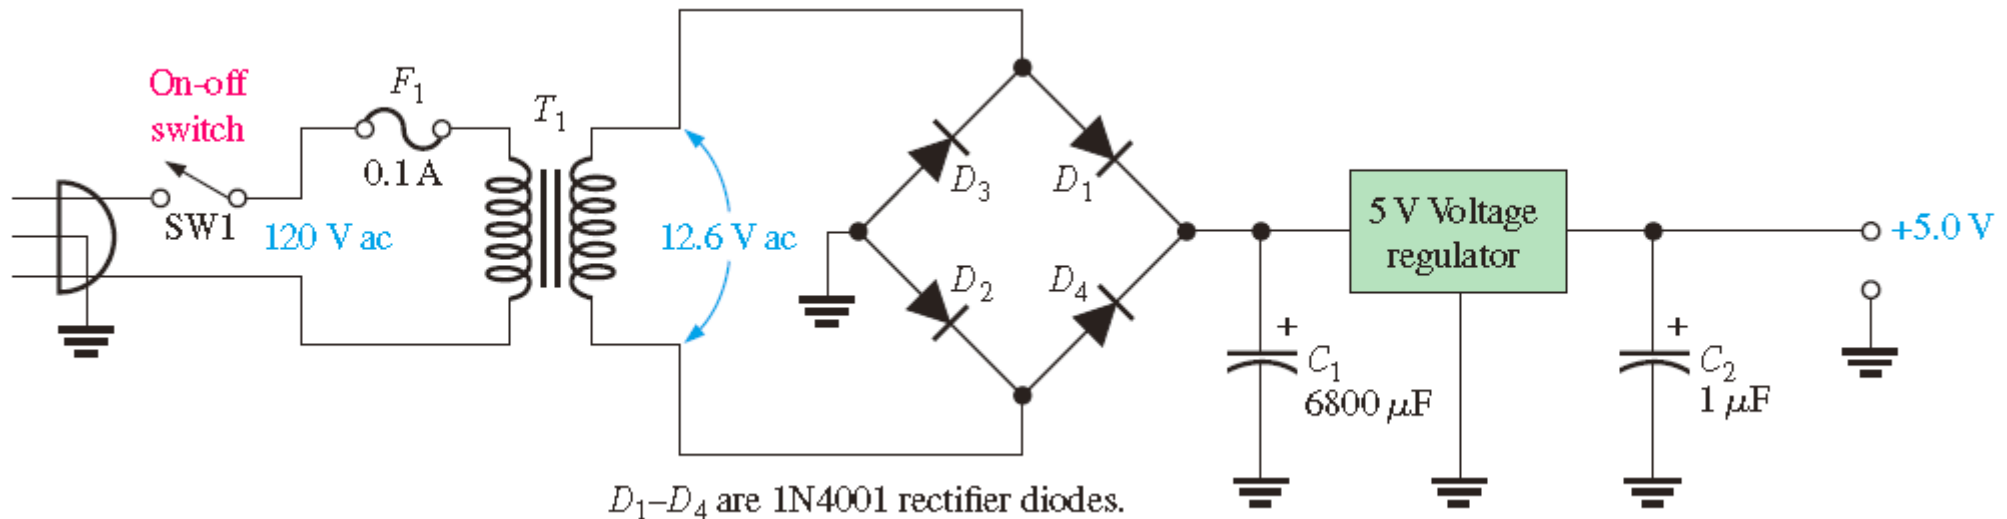 On-off
switch
F1
0.1 A
T1
SW1
120 V ac
12.6 V ac
D3
D1
D2
D4
5 V Voltage
regulator
+5.0 V
+
C1
6800 μF
+
C2
1 μF
D1–D4 are 1N4001 rectifier diodes.